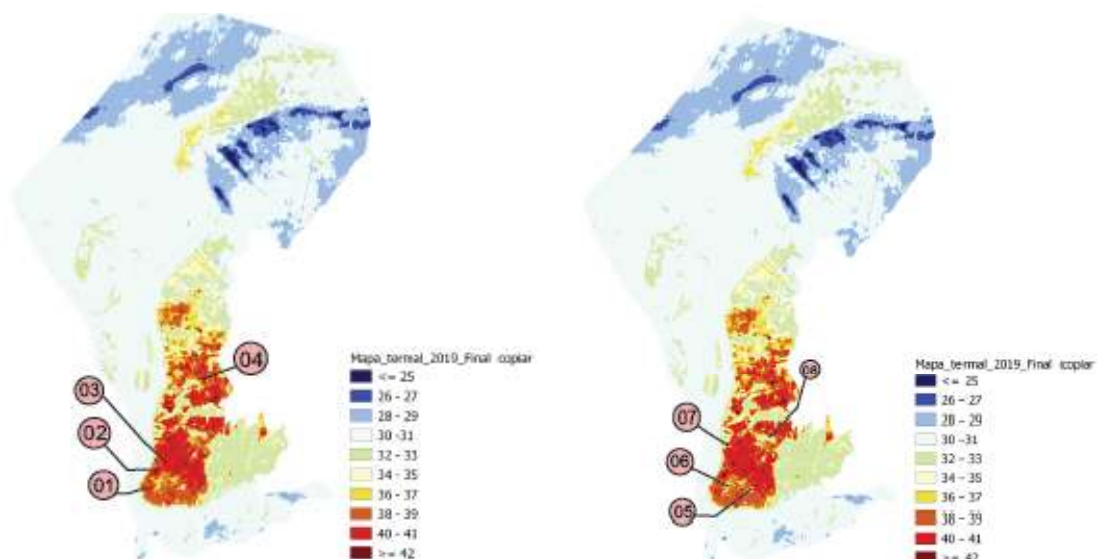 04
03
02
01
Mapa_termal_2019_Final copiar
<= 25
26 - 27
28 - 29
30 -31
32 - 33
34 - 35
36 - 37
38 - 39
40 - 41
>= 42
08
07
06
05
Mapa_termal_2019_Final copiar
<= 25
26 - 27
28 - 29
30 -31
32 - 33
34 - 35
36 - 37
38 - 39
40 - 41
>= 42